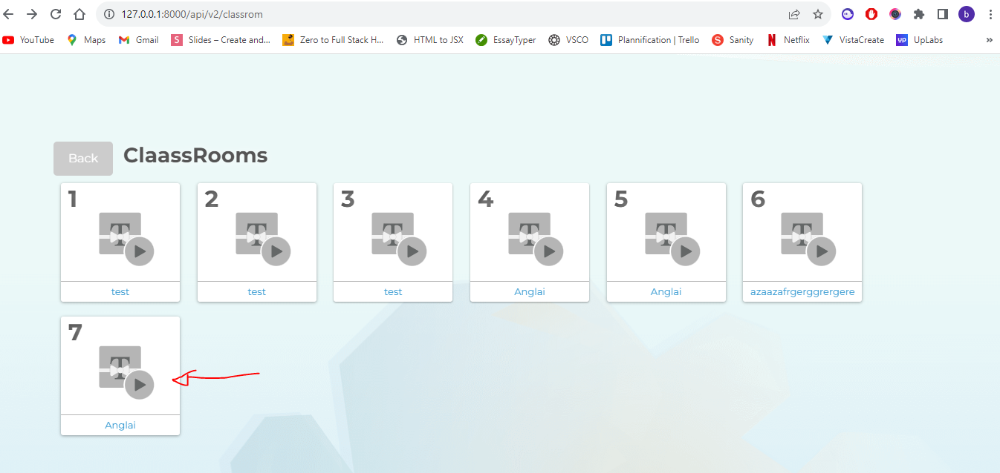 127.0.0.1:8000/api/v2/classrom
b
YouTube Maps Gmail S Slides – Create and... Zero to Full Stack H... HTML to JSX EssayTyper VSCO Plannification | Trello S Sanity N Netflix VistaCreate UP UpLabs »
Back ClaassRooms
1 2 3 4 5 6
T T T T T T
test test test Anglai Anglai azaazafrgerggrergere
7
T
Anglai